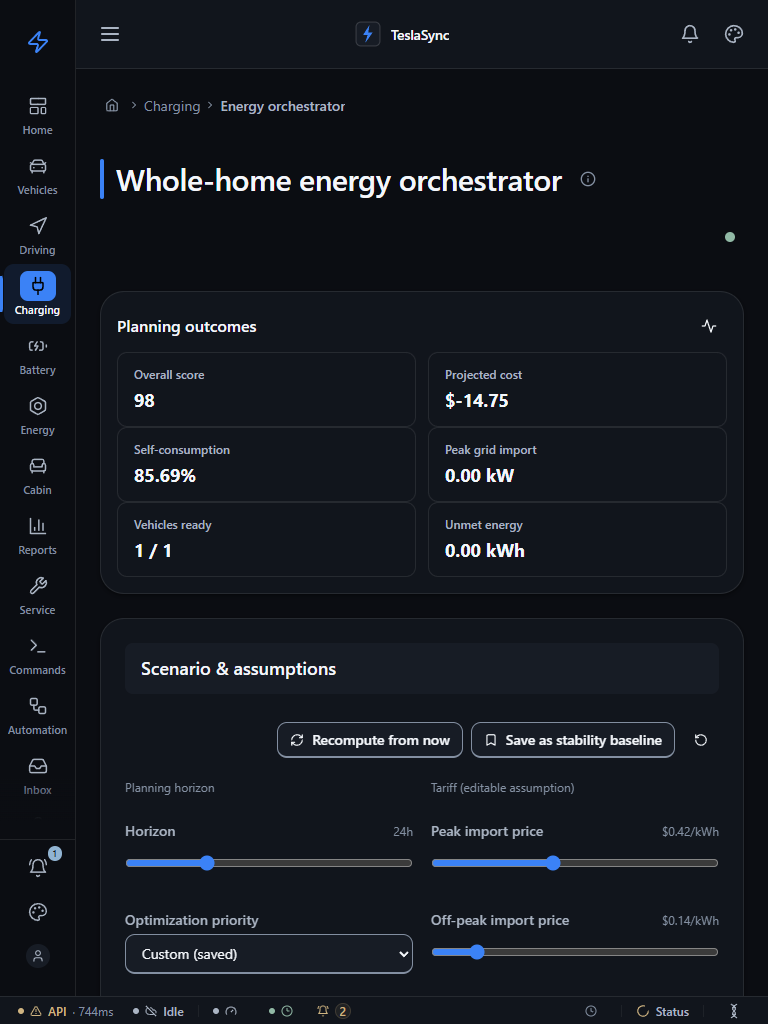 TeslaSync
Home
Vehicles
Driving
Charging
Battery
Energy
Cabin
Reports
Service
Commands
Automation
Inbox
1
Charging > Energy orchestrator
Whole-home energy orchestrator
Planning outcomes
Overall score
98
Projected cost
$-14.75
Self-consumption
85.69%
Peak grid import
0.00 kW
Vehicles ready
1 / 1
Unmet energy
0.00 kWh
Scenario & assumptions
Recompute from now
Save as stability baseline
Planning horizon
Tariff (editable assumption)
Horizon 24h
Peak import price $0.42/kWh
Optimization priority
Custom (saved)
Off-peak import price $0.14/kWh
API · 744ms
Idle
2
Status